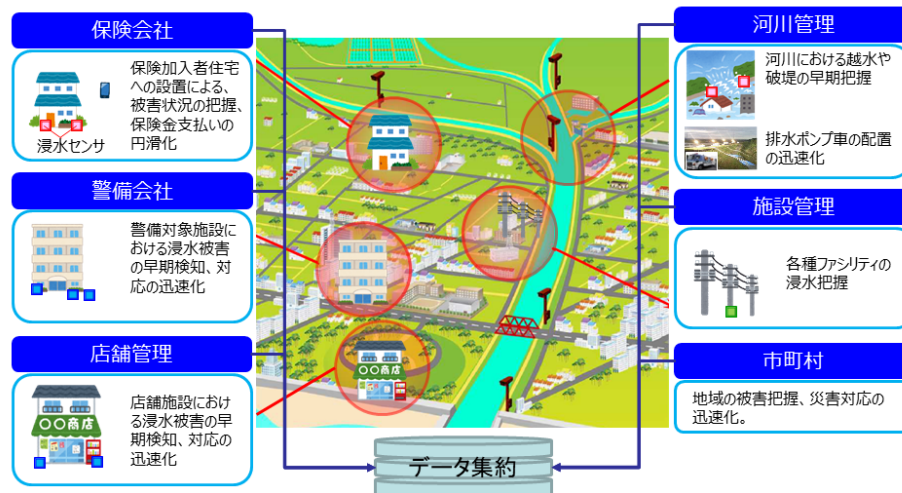 保険会社
保険加入者住宅
への設置による、
被害状況の把握、
保険金支払いの
円滑化
浸水センサ
警備会社
警備対象施設に
おける浸水被害
の早期検知、対
応の迅速化
店舗管理
〇〇商店
店舗施設におけ
る浸水被害の早
期検知、対応の
迅速化
〇〇商店
データ集約
河川管理
河川における越水や
破堤の早期把握
排水ポンプ車の配置
の迅速化
施設管理
各種ファシリティの
浸水把握
市町村
地域の被害把握、災害対応の
迅速化。